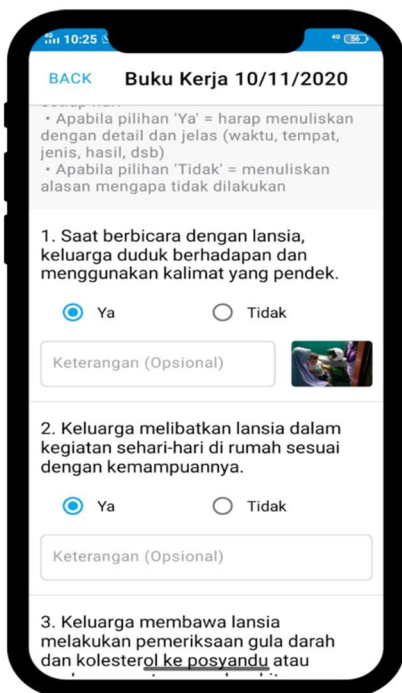 10:25
56
BACK Buku Kerja 10/11/2020
• Apabila pilihan 'Ya' = harap menuliskan
dengan detail dan jelas (waktu, tempat,
jenis, hasil, dsb)
• Apabila pilihan 'Tidak' = menuliskan
alasan mengapa tidak dilakukan
1. Saat berbicara dengan lansia,
keluarga duduk berhadapan dan
menggunakan kalimat yang pendek.
Ya Tidak
Keterangan (Opsional)
2. Keluarga melibatkan lansia dalam
kegiatan sehari-hari di rumah sesuai
dengan kemampuannya.
Ya Tidak
Keterangan (Opsional)
3. Keluarga membawa lansia
melakukan pemeriksaan gula darah
dan kolesterol ke posyandu atau